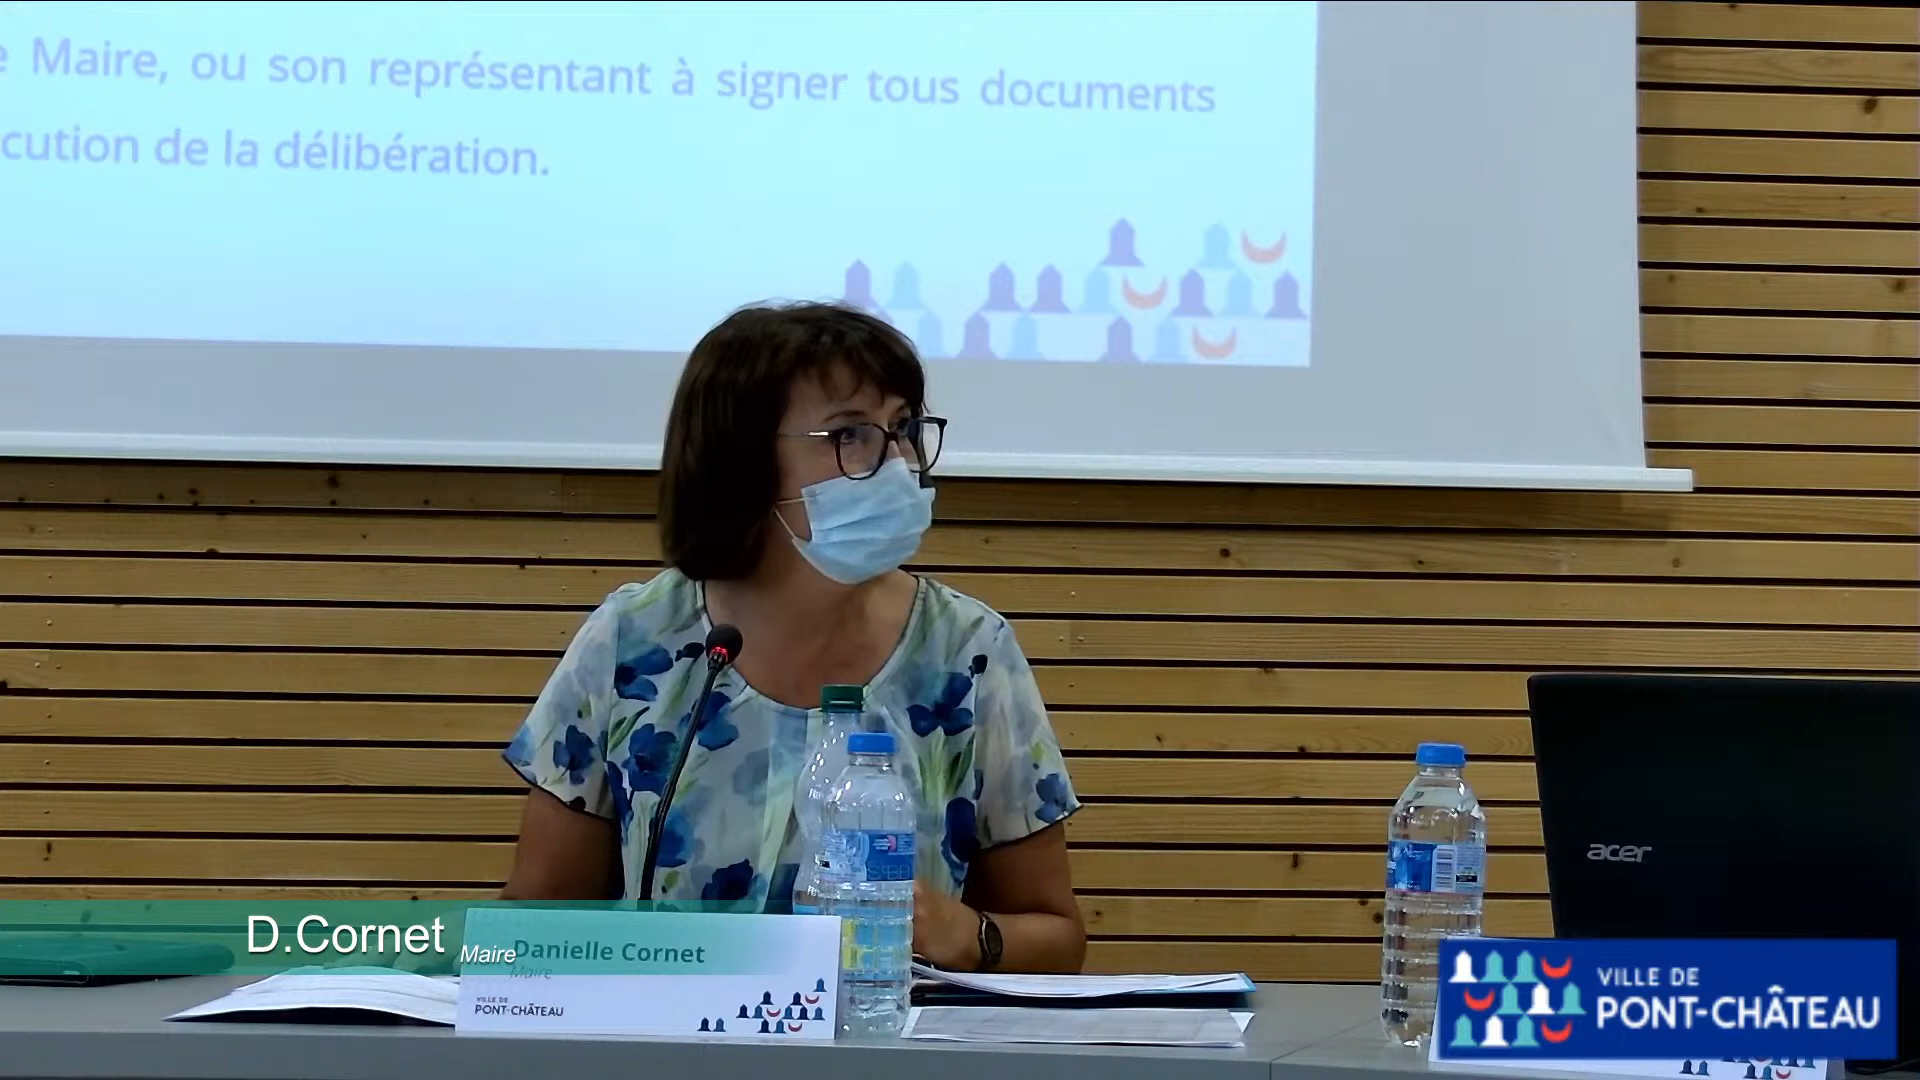 Maire, ou son représentant à signer tous documents
cution de la délibération.
acer
D.Cornet
Maire
Danielle Cornet
Maire
VILLE DE
PONT-CHÂTEAU
VILLE DE
PONT-CHÂTEAU